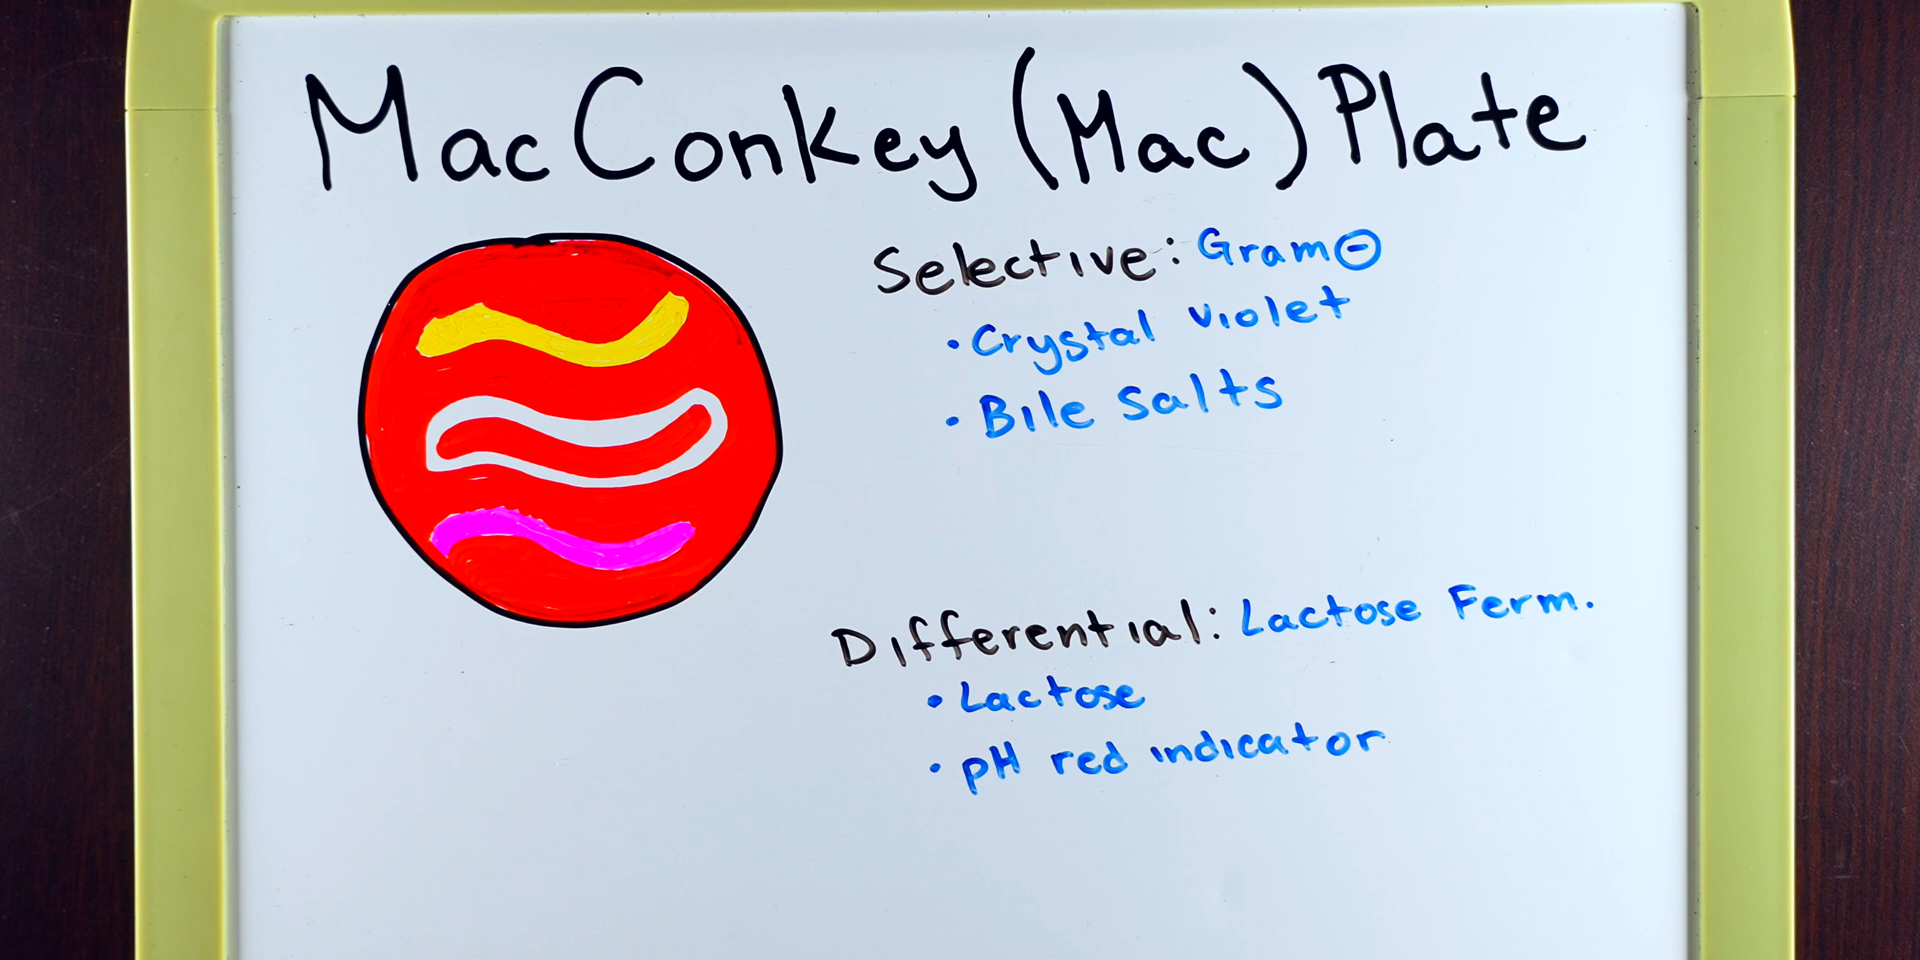 MacConkey (Mac) Plate
Selective: Gram ⊖
• Crystal violet
• Bile Salts
Differential: Lactose Ferm.
• Lactose
• pH red indicator